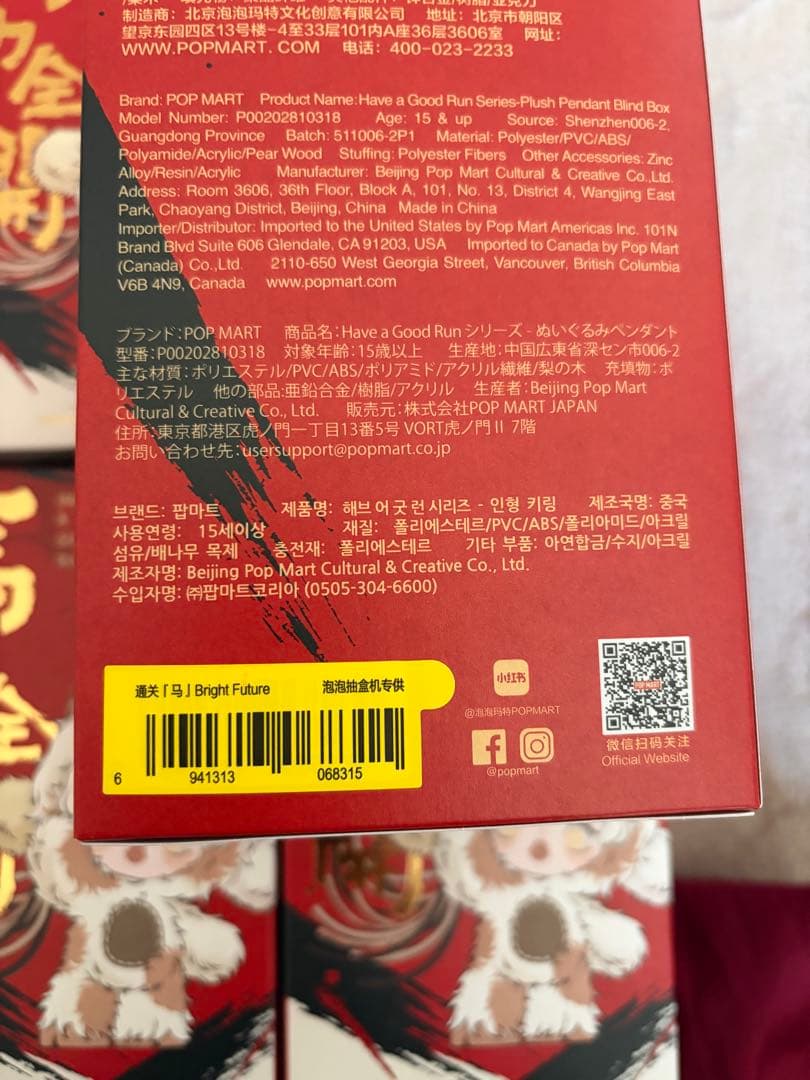 制造商：北京泡泡玛特文化创意有限公司 地址：北京市朝阳区
望京东园四区13号楼-4至33层101内A座36层3606室 网址：
WWW.POPMART. COM 电话：400-023-2233
Brand: POP MART Product Name:Have a Good Run Series-Plush Pendant Blind Box
Model Number: P00202810318 Age: 15 & up Source: Shenzhen006-2,
Guangdong Province Batch: 511006-2P1 Material: Polyester/PVC/ABS/
Polyamide/Acrylic/Pear Wood Stuffing: Polyester Fibers Other Accessories: Zinc
Alloy/Resin/Acrylic Manufacturer: Beijing Pop Mart Cultural & Creative Co.,Ltd.
Address: Room 3606, 36th Floor, Block A, 101, No. 13, District 4, Wangjing East
Park, Chaoyang District, Beijing, China Made in China
Importer/Distributor: Imported to the United States by Pop Mart Americas Inc. 101N
Brand Blvd Suite 606 Glendale, CA 91203, USA Imported to Canada by Pop Mart
(Canada) Co.,Ltd. 2110-650 West Georgia Street, Vancouver, British Columbia
V6B 4N9, Canada www.popmart.com
ブランド：POP MART 商品名：Have a Good Run シリーズ - ぬいぐるみペンダント
型番：P00202810318 対象年齢：15歳以上 生産地：中国広東省深セン市006-2
主な材質：ポリエステル/PVC/ABS/ポリアミド/アクリル繊維/梨の木 充填物：ポ
リエステル 他の部品：亜鉛合金/樹脂/アクリル 生産者：Beijing Pop Mart
Cultural & Creative Co., Ltd. 販売元：株式会社POP MART JAPAN
住所：東京都港区虎ノ門一丁目13番5号 VORT虎ノ門Ⅱ 7階
お問い合わせ先：usersupport@popmart.co.jp
브랜드: 팝마트 제품명: 해브 어 굿 런 시리즈 - 인형 키링 제조국명: 중국
사용연령: 15세이상 재질: 폴리에스테르/PVC/ABS/폴리아미드/아크릴
섬유/배나무 목제 충전재: 폴리에스테르 기타 부품: 아연합금/수지/아크릴
제조자명: Beijing Pop Mart Cultural & Creative Co., Ltd.
수입자명: ㈜팝마트코리아 (0505-304-6600)
通关「马」Bright Future 泡泡抽盒机专供
6 941313 068315
小红书
@泡泡玛特POPMART
@popmart
POP MART
微信扫码关注
Official Website